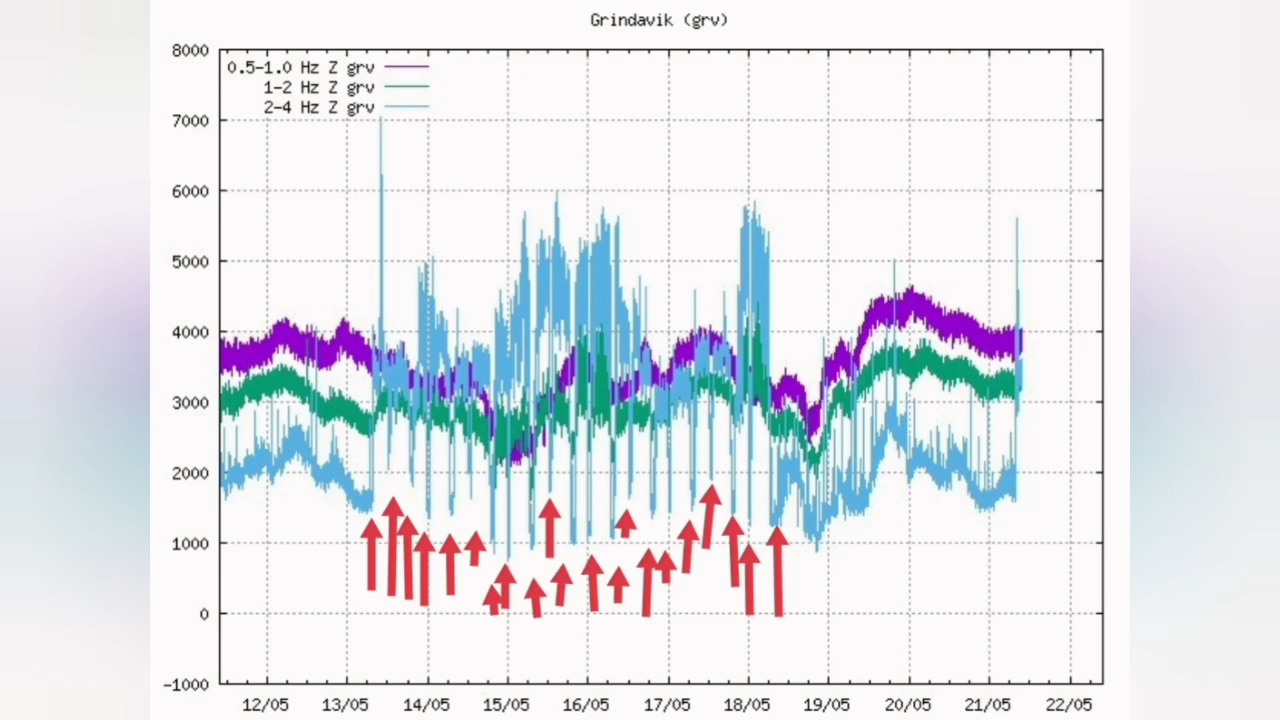 Grindavik (grv)
8000
0.5-1.0 Hz Z grv
1-2 Hz Z grv
2-4 Hz Z grv
7000
6000
5000
4000
3000
2000
1000
0
-1000
12/05 13/05 14/05 15/05 16/05 17/05 18/05 19/05 20/05 21/05 22/05